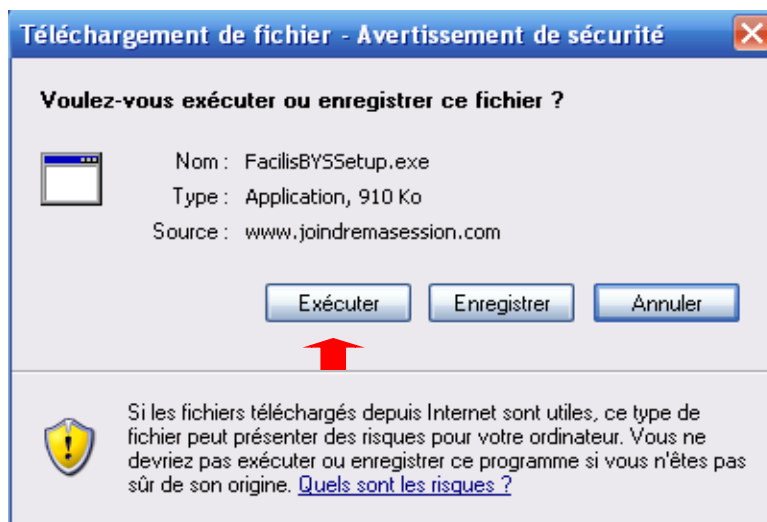 Téléchargement de fichier - Avertissement de sécurité
Voulez-vous exécuter ou enregistrer ce fichier ?
Nom : FacilisBYSSetup.exe
Type : Application, 910 Ko
Source : www.joindremasession.com
Exécuter Enregistrer Annuler
Si les fichiers téléchargés depuis Internet sont utiles, ce type de
fichier peut présenter des risques pour votre ordinateur. Vous ne
devriez pas exécuter ou enregistrer ce programme si vous n'êtes pas
sûr de son origine. Quels sont les risques ?